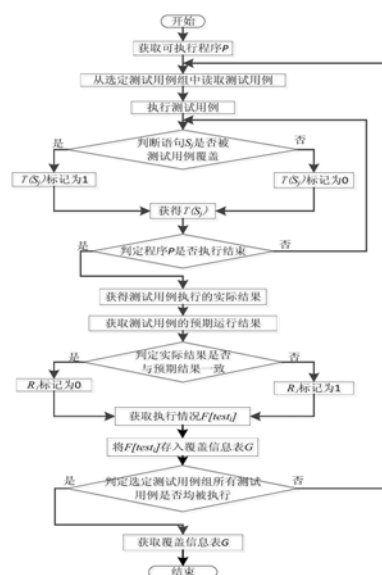 开始
获取可执行程序P
从选定测试用例组中读取测试用例
执行测试用例
是
判断语句Sj是否被
测试用例覆盖
否
T(Sj)标记为1
T(Sj)标记为0
获得T(Sj)
是
判定程序P是否执行结束
否
获得测试用例执行的实际结果
获取测试用例的预期运行结果
是
判定实际结果是否
与预期结果一致
否
Ri标记为0
Ri标记为1
获取执行情况F[testi]
将F[testi]存入覆盖信息表G
是
判定选定测试用例组所有测试
用例是否均被执行
否
获取覆盖信息表G
结束